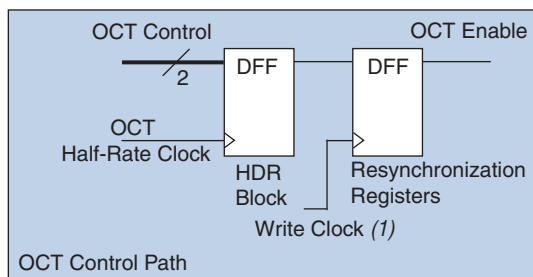 OCT Control
OCT Enable
DFF
DFF
2
OCT
Half-Rate Clock
HDR
Block
Resynchronization
Registers
Write Clock (1)
OCT Control Path